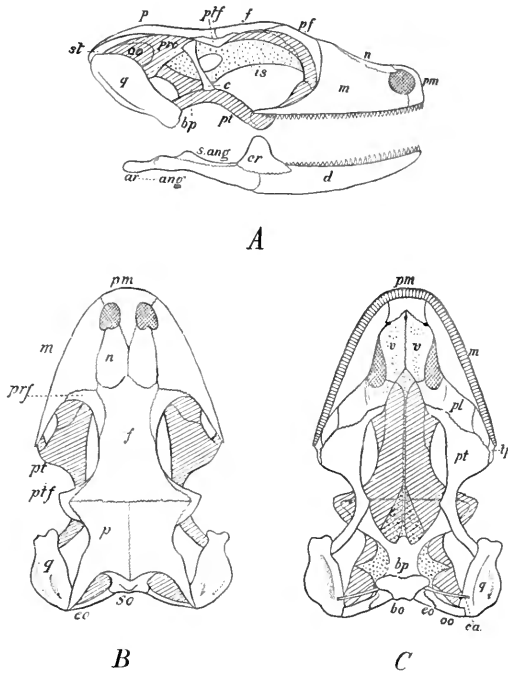 p ptf f
pf
n
st oo pro
q
is
m
pm
c
bp pt
s.ang
cr
ar ang
d
A
pm
m
n
prf
f
pt
ptf
p
q
so
eo
B
pm
v v
m
pl
tp
pt
bp
q
bo eo oo ca.
C